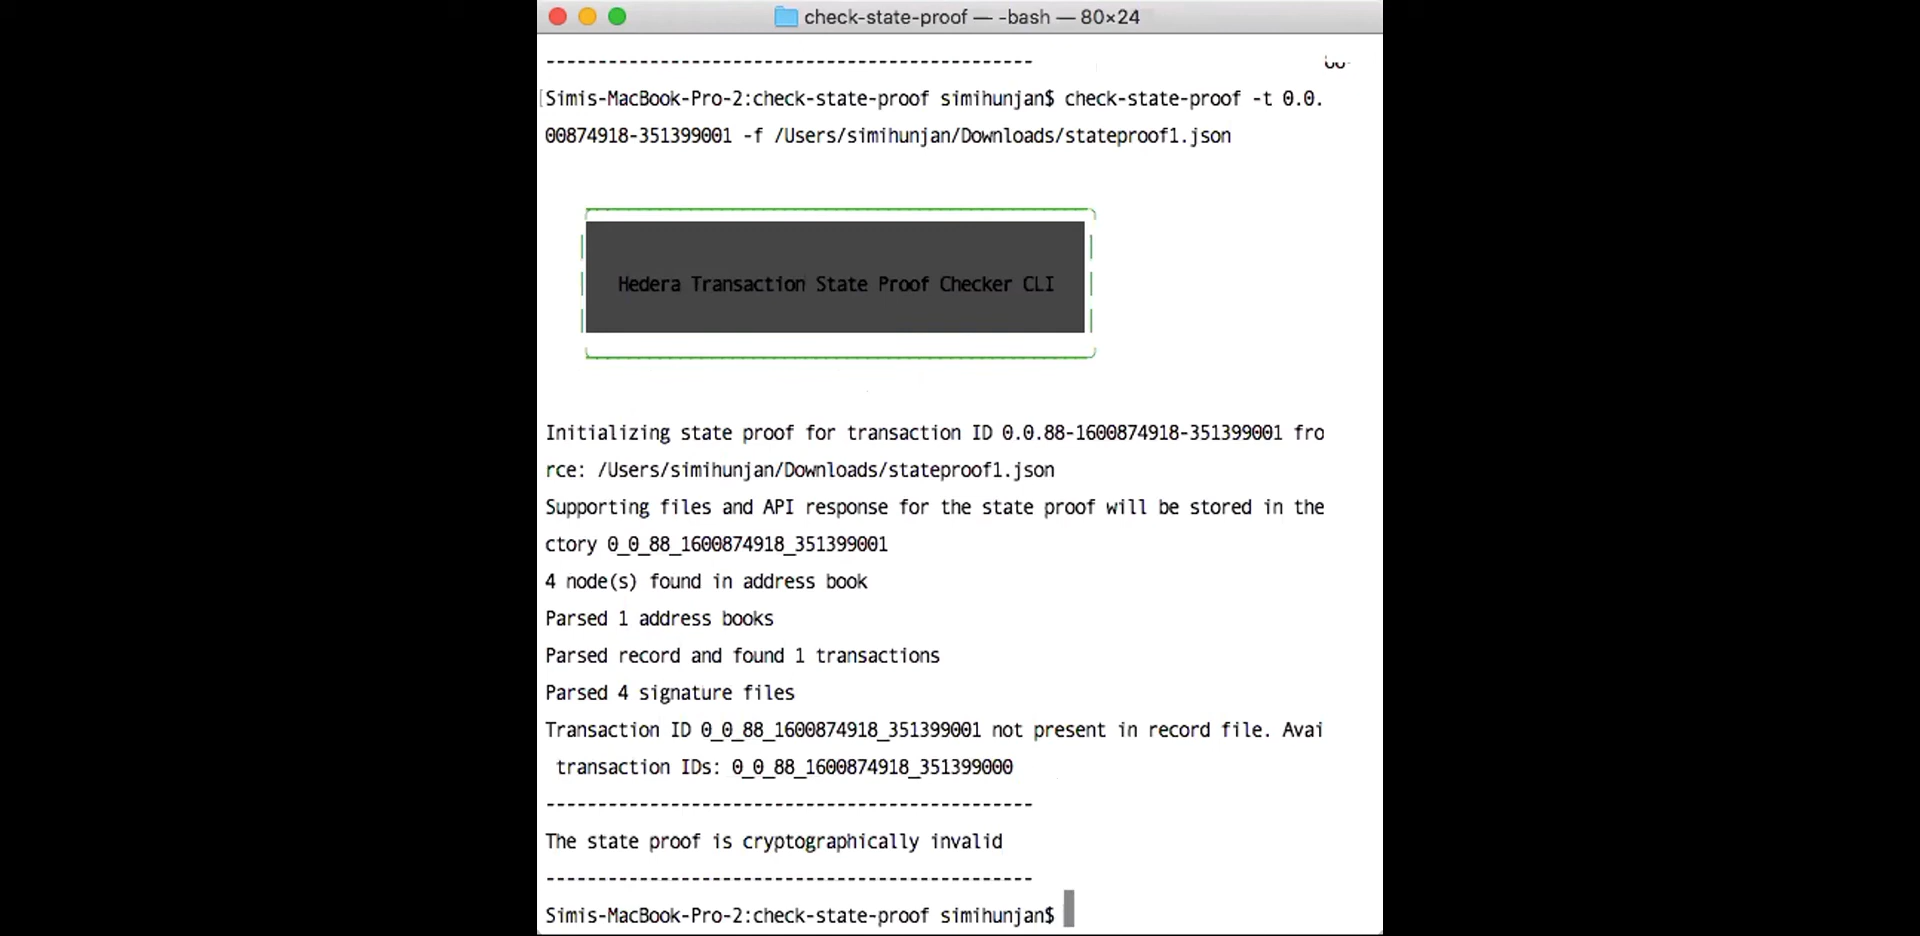 check-state-proof — -bash — 80×24
----------------------------------------------
Simis-MacBook-Pro-2:check-state-proof simihunjan$ check-state-proof -t 0.0.
00874918-351399001 -f /Users/simihunjan/Downloads/stateproof1.json
Hedera Transaction State Proof Checker CLI
Initializing state proof for transaction ID 0.0.88-1600874918-351399001 fro
rce: /Users/simihunjan/Downloads/stateproof1.json
Supporting files and API response for the state proof will be stored in the
ctory 0_0_88_1600874918_351399001
4 node(s) found in address book
Parsed 1 address books
Parsed record and found 1 transactions
Parsed 4 signature files
Transaction ID 0_0_88_1600874918_351399001 not present in record file. Avai
transaction IDs: 0_0_88_1600874918_351399000
----------------------------------------------
The state proof is cryptographically invalid
----------------------------------------------
Simis-MacBook-Pro-2:check-state-proof simihunjan$